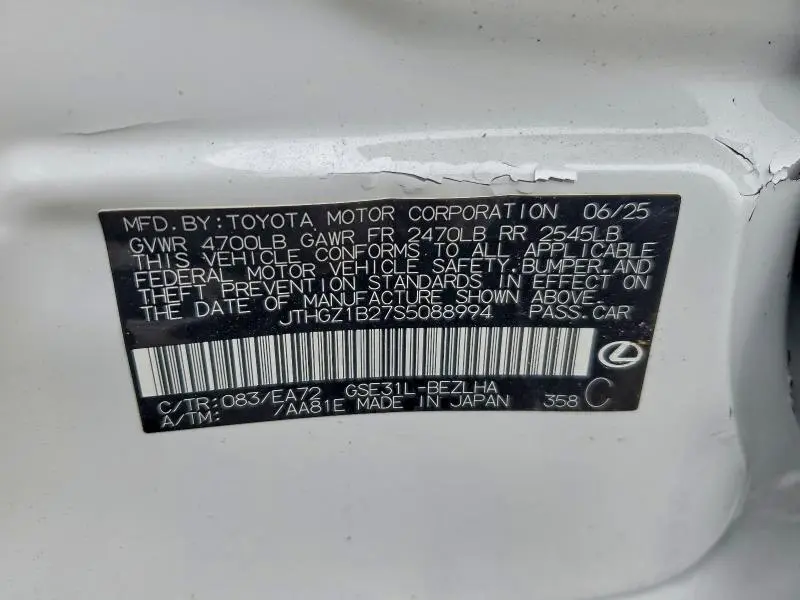 MFD.BY:TOYOTA MOTOR CORPORATION 06/25
GVWR 4700LB GAWR FR 2470LB RR 2545LB
THIS VEHICLE CONFORMS TO ALL APPLICABLE
FEDERAL MOTOR VEHICLE SAFETY,BUMPER,AND
THEFT PREVENTION STANDARDS IN EFFECT ON
THE DATE OF MANUFACTURE SHOWN ABOVE.
JTHGZ1B27S5088994 PASS.CAR
C/TR:083/EA72 GSE31L-BEZLHA
A/TM: /AA81E MADE IN JAPAN 358 C